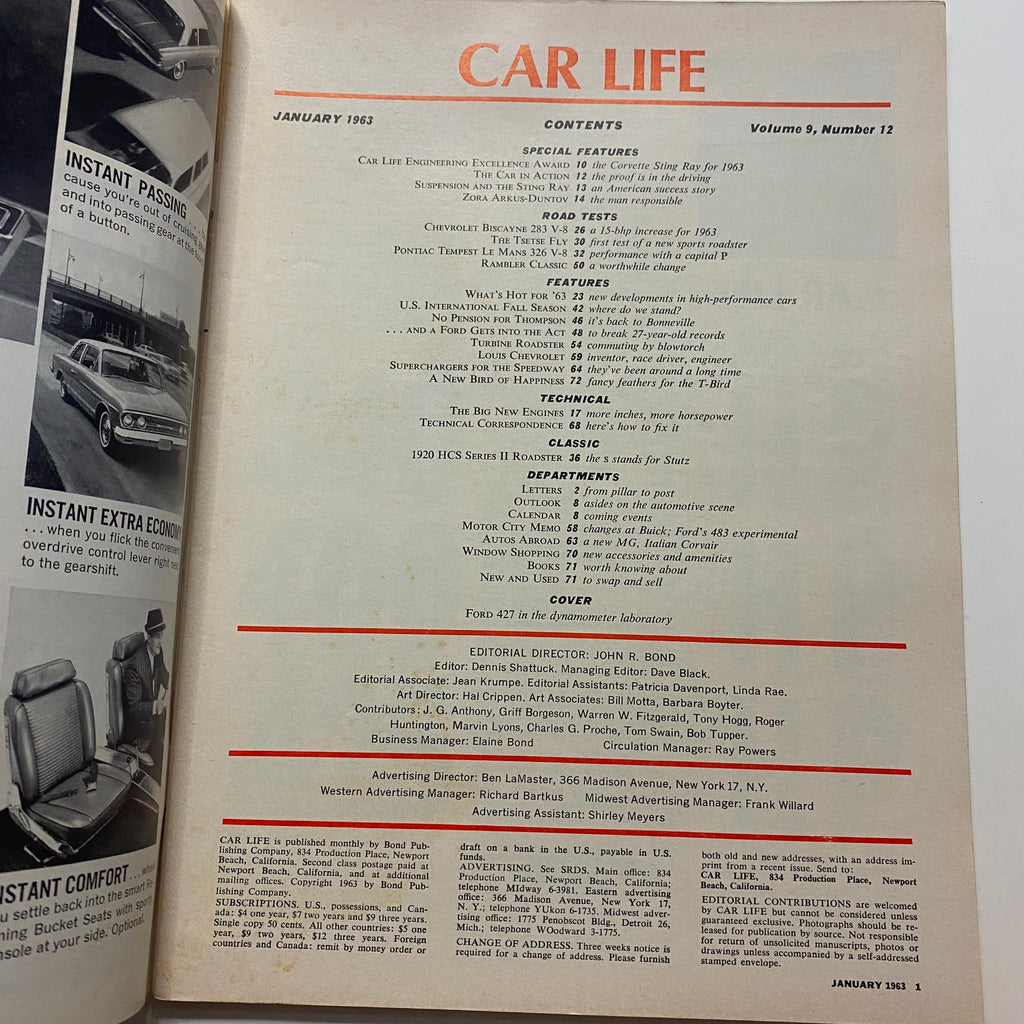 INSTANT PASSING
cause you're out of cruising
and into passing gear at the
of a button.
INSTANT EXTRA ECONOMY
... when you flick the convenient
overdrive control lever right
to the gearshift.
INSTANT COMFORT...
settle back into the smart
Bucket Seats with
at your side. Optional.
CAR LIFE
JANUARY 1963
CONTENTS
Volume 9, Number 12
SPECIAL FEATURES
CAR LIFE ENGINEERING EXCELLENCE AWARD 10 the Corvette Sting Ray for 1963
THE CAR IN ACTION 12 the proof is in the driving
SUSPENSION AND THE STING RAY 13 an American success story
ZORA ARKUS-DUNTOV 14 the man responsible
ROAD TESTS
CHEVROLET BISCAYNE 283 V-8 26 a 15-bhp increase for 1963
THE TSETSE FLY 30 first test of a new sports roadster
PONTIAC TEMPEST LE MANS 326 V-8 32 performance with a capital P
RAMBLER CLASSIC 50 a worthwhile change
FEATURES
WHAT'S HOT FOR '63 23 new developments in high-performance cars
U.S. INTERNATIONAL FALL SEASON 42 where do we stand?
NO PENSION FOR THOMPSON 46 it's back to Bonneville
. . . AND A FORD GETS INTO THE ACT 48 to break 27-year-old records
TURBINE ROADSTER 54 commuting by blowtorch
LOUIS CHEVROLET 59 inventor, race driver, engineer
SUPERCHARGERS FOR THE SPEEDWAY 64 they've been around a long time
A NEW BIRD OF HAPPINESS 72 fancy feathers for the T-Bird
TECHNICAL
THE BIG NEW ENGINES 17 more inches, more horsepower
TECHNICAL CORRESPONDENCE 68 here's how to fix it
CLASSIC
1920 HCS SERIES II ROADSTER 36 the s stands for Stutz
DEPARTMENTS
LETTERS 2 from pillar to post
OUTLOOK 8 asides on the automotive scene
CALENDAR 8 coming events
MOTOR CITY MEMO 58 changes at Buick; Ford's 483 experimental
AUTOS ABROAD 63 a new MG, Italian Corvair
WINDOW SHOPPING 70 new accessories and amenities
BOOKS 71 worth knowing about
NEW AND USED 71 to swap and sell
COVER
FORD 427 in the dynamometer laboratory
EDITORIAL DIRECTOR: JOHN R. BOND
Editor: Dennis Shattuck. Managing Editor: Dave Black.
Editorial Associate: Jean Krumpe. Editorial Assistants: Patricia Davenport, Linda Rae.
Art Director: Hal Crippen. Art Associates: Bill Motta, Barbara Boyter.
Contributors: J. G. Anthony, Griff Borgeson, Warren W. Fitzgerald, Tony Hogg, Roger
Huntington, Marvin Lyons, Charles G. Proche, Tom Swain, Bob Tupper.
Business Manager: Elaine Bond Circulation Manager: Ray Powers
Advertising Director: Ben LaMaster, 366 Madison Avenue, New York 17, N.Y.
Western Advertising Manager: Richard Bartkus Midwest Advertising Manager: Frank Willard
Advertising Assistant: Shirley Meyers
CAR LIFE is published monthly by Bond Pub-
lishing Company, 834 Production Place, Newport
Beach, California. Second class postage paid at
Newport Beach, California, and at additional
mailing offices. Copyright 1963 by Bond Pub-
lishing Company.
SUBSCRIPTIONS. U.S., possessions, and Can-
ada: $4 one year, $7 two years and $9 three years.
Single copy 50 cents. All other countries: $5 one
year, $9 two years, $12 three years. Foreign
countries and Canada: remit by money order or
draft on a bank in the U.S., payable in U.S.
funds.
ADVERTISING. See SRDS. Main office: 834
Production Place, Newport Beach, California;
telephone MIdway 6-3981. Eastern advertising
office: 366 Madison Avenue, New York 17,
N. Y.; telephone YUkon 6-1735. Midwest adver-
tising office: 1775 Penobscot Bldg., Detroit 26,
Mich.; telephone WOodward 3-1775.
CHANGE OF ADDRESS. Three weeks notice is
required for a change of address. Please furnish
both old and new addresses, with an address im-
print from a recent issue. Send to:
CAR LIFE, 834 Production Place, Newport
Beach, California.
EDITORIAL CONTRIBUTIONS are welcomed
by CAR LIFE but cannot be considered unless
guaranteed exclusive. Photographs should be re-
leased for publication by source. Not responsible
for return of unsolicited manuscripts, photos or
drawings unless accompanied by a self-addressed
stamped envelope.
JANUARY 1963 1